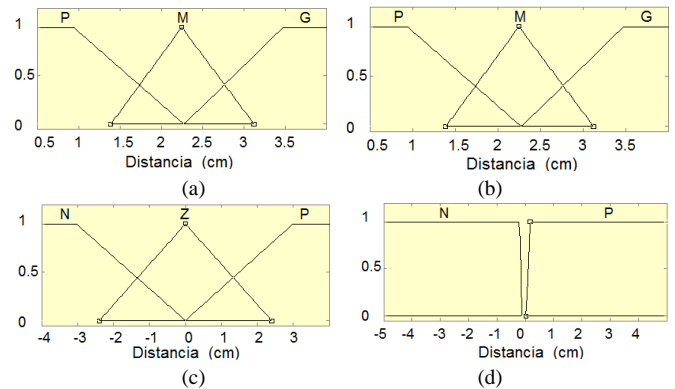 P M G
1
0.5
0
0.5 1 1.5 2 2.5 3 3.5
Distancia (cm)
(a)
P M G
1
0.5
0
0.5 1 1.5 2 2.5 3 3.5
Distancia (cm)
(b)
N Z P
1
0.5
0
-4 -3 -2 -1 0 1 2 3
Distancia (cm)
(c)
N P
1
0.5
0
-5 -4 -3 -2 -1 0 1 2 3 4
Distancia (cm)
(d)